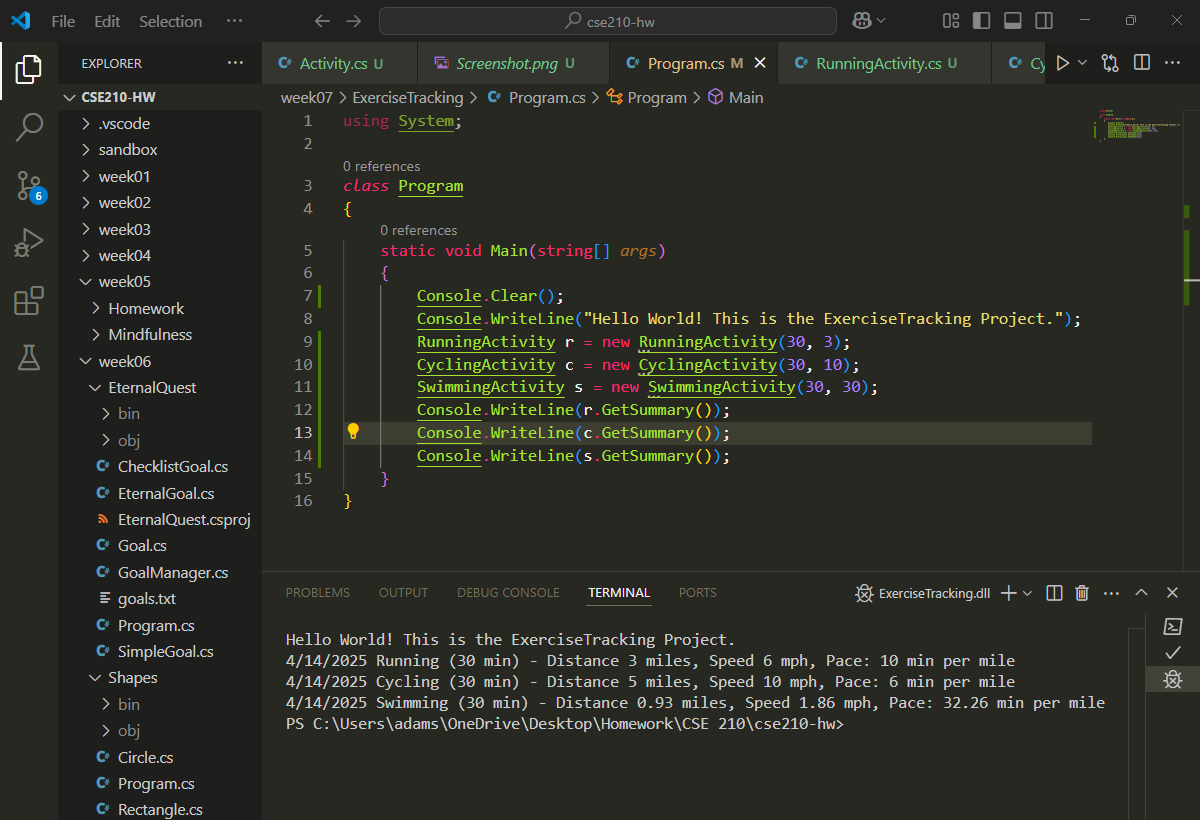 File Edit Selection ··· cse210-hw
EXPLORER ···
CSE210-HW
.vscode
sandbox
week01
week02
week03
week04
week05
Homework
Mindfulness
week06
EternalQuest
bin
obj
C# ChecklistGoal.cs
C# EternalGoal.cs
EternalQuest.csproj
C# Goal.cs
C# GoalManager.cs
goals.txt
C# Program.cs
C# SimpleGoal.cs
Shapes
bin
obj
C# Circle.cs
C# Program.cs
C# Rectangle.cs
6
C# Activity.cs U Screenshot.png U C# Program.cs M C# RunningActivity.cs U C# Cy
week07 > ExerciseTracking > C# Program.cs > Program > Main
1 using System;
2
0 references
3 class Program
4 {
0 references
5 static void Main(string[] args)
6 {
7 Console.Clear();
8 Console.WriteLine("Hello World! This is the ExerciseTracking Project.");
9 RunningActivity r = new RunningActivity(30, 3);
10 CyclingActivity c = new CyclingActivity(30, 10);
11 SwimmingActivity s = new SwimmingActivity(30, 30);
12 Console.WriteLine(r.GetSummary());
13 Console.WriteLine(c.GetSummary());
14 Console.WriteLine(s.GetSummary());
15 }
16 }
PROBLEMS OUTPUT DEBUG CONSOLE TERMINAL PORTS ExerciseTracking.dll
Hello World! This is the ExerciseTracking Project.
4/14/2025 Running (30 min) - Distance 3 miles, Speed 6 mph, Pace: 10 min per mile
4/14/2025 Cycling (30 min) - Distance 5 miles, Speed 10 mph, Pace: 6 min per mile
4/14/2025 Swimming (30 min) - Distance 0.93 miles, Speed 1.86 mph, Pace: 32.26 min per mile
PS C:\Users\adams\OneDrive\Desktop\Homework\CSE 210\cse210-hw>